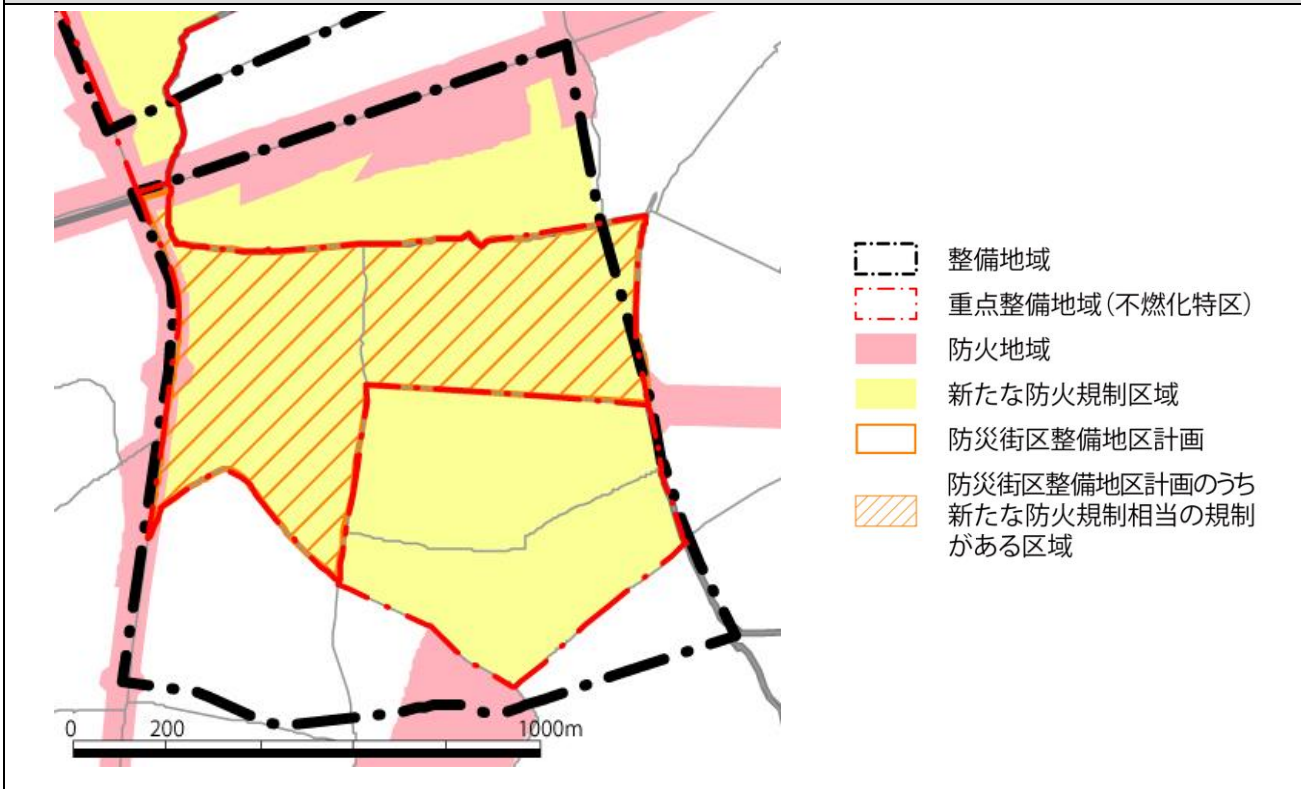 整備地域
重点整備地域(不燃化特区)
防火地域
新たな防火規制区域
防災街区整備地区計画
防災街区整備地区計画のうち
新たな防火規制相当の規制
がある区域
0 200 1000m